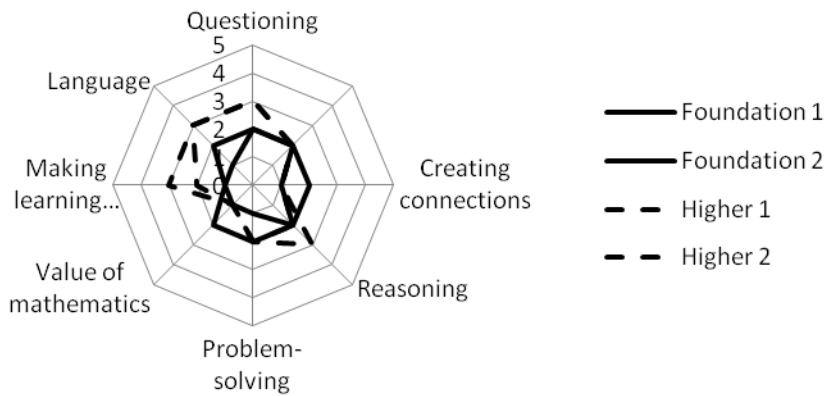 Questioning
5
4
3
2
1
0
Language
Making
learning...
Value of
mathematics
Problem-
solving
Reasoning
Creating
connections
Foundation 1
Foundation 2
Higher 1
Higher 2